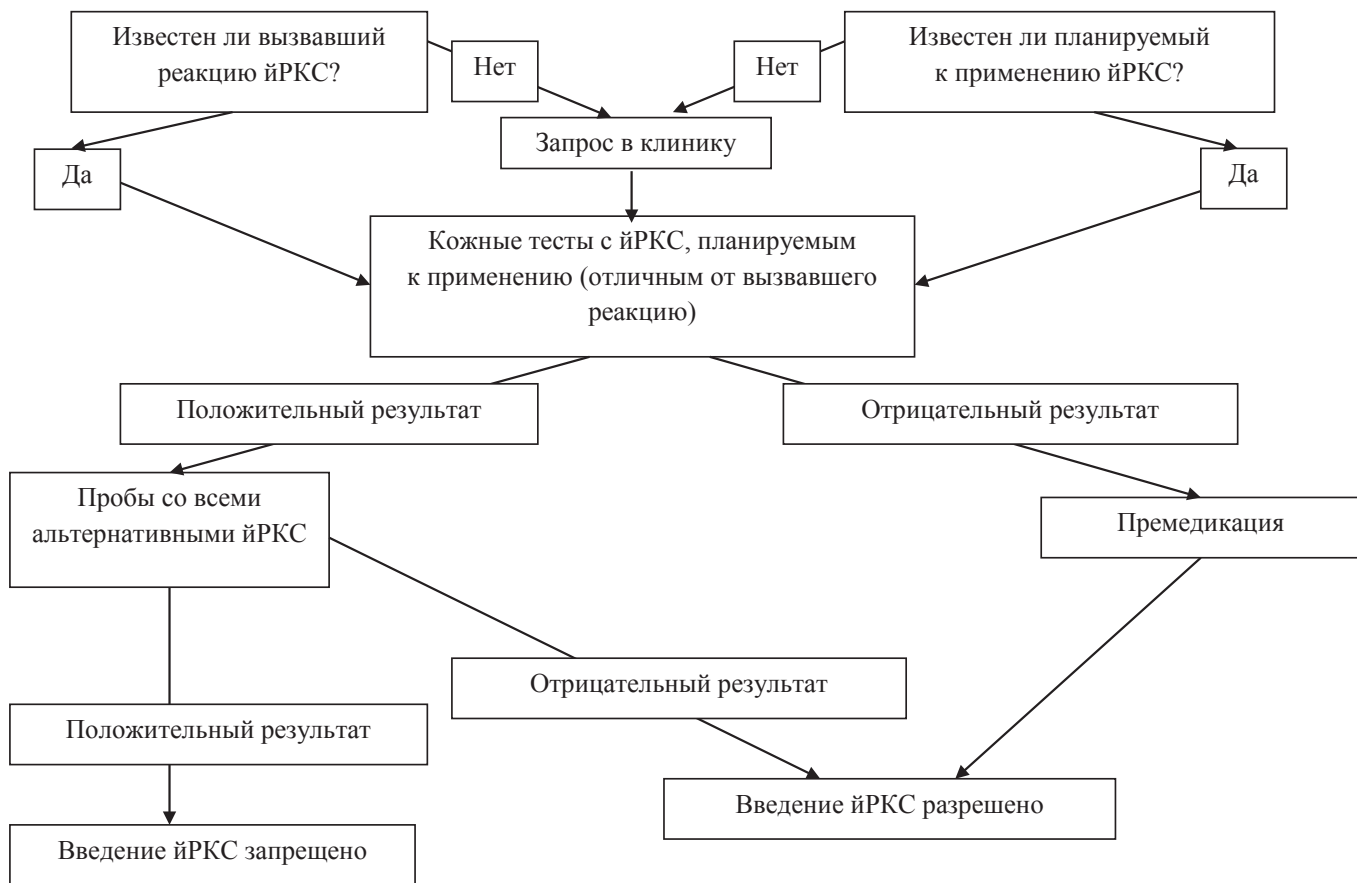 Известен ли вызвавший
реакцию йРКС?
Нет
Нет
Известен ли планируемый
к применению йРКС?
Запрос в клинику
Да
Да
Кожные тесты с йРКС, планируемым
к применению (отличным от вызвавшего
реакцию)
Положительный результат
Отрицательный результат
Пробы со всеми
альтернативными йРКС
Премедикация
Отрицательный результат
Положительный результат
Введение йРКС разрешено
Введение йРКС запрещено